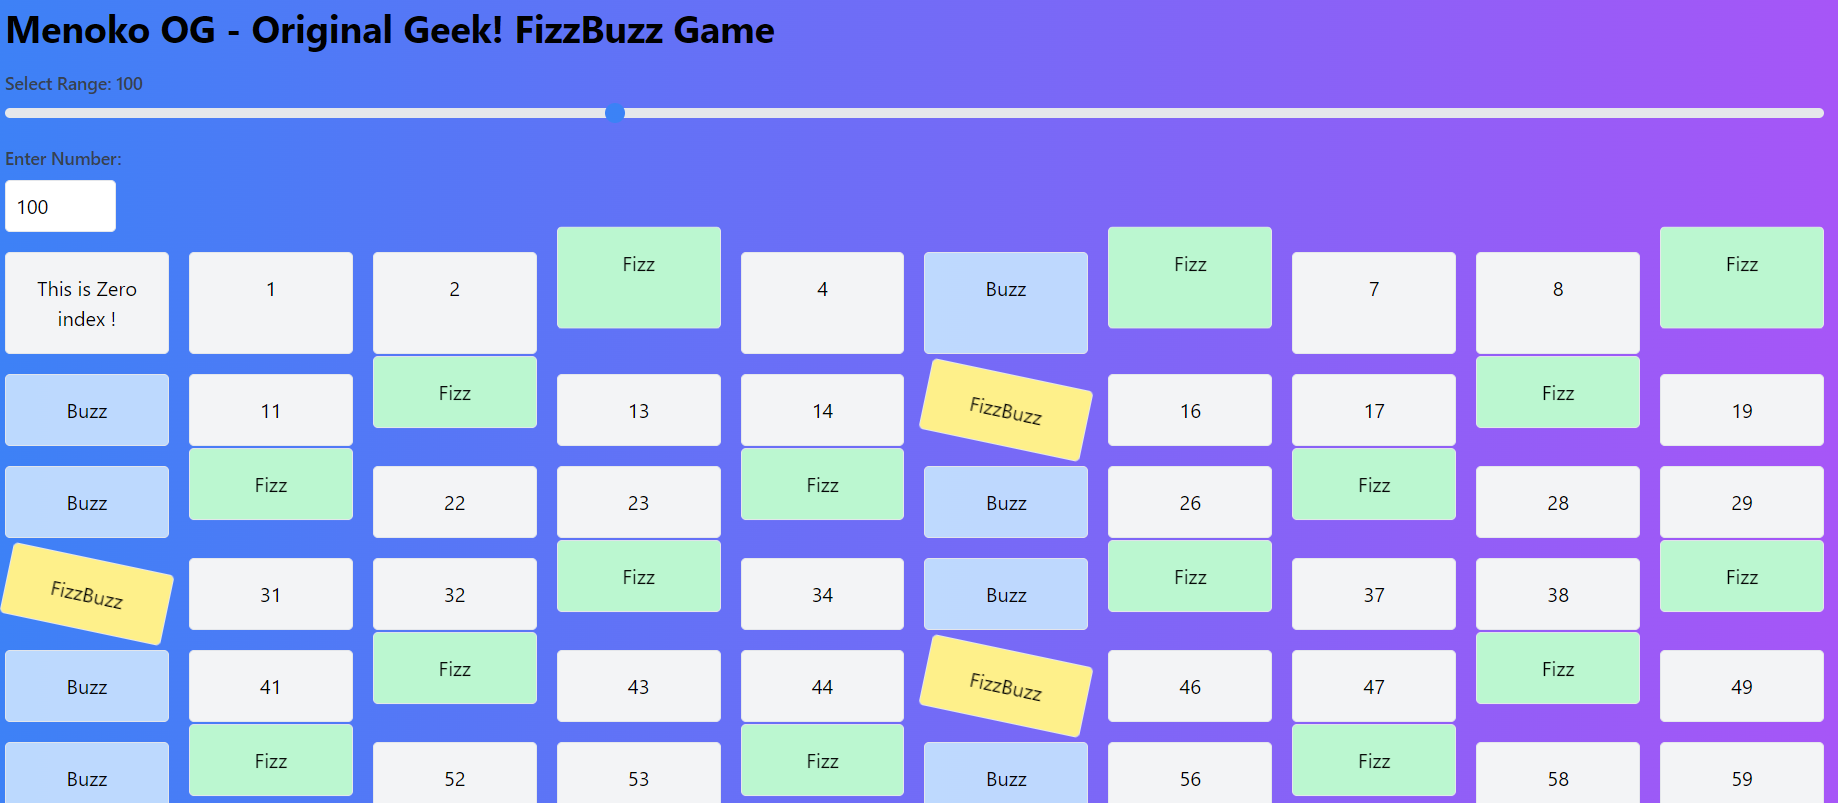 Menoko OG - Original Geek! FizzBuzz Game
Select Range: 100
Enter Number:
100
This is Zero
index !
1
2
Fizz
4
Buzz
Fizz
7
8
Fizz
Buzz
11
Fizz
13
14
FizzBuzz
16
17
Fizz
19
Buzz
Fizz
22
23
Fizz
Buzz
26
Fizz
28
29
FizzBuzz
31
32
Fizz
34
Buzz
Fizz
37
38
Fizz
Buzz
41
Fizz
43
44
FizzBuzz
46
47
Fizz
49
Buzz
Fizz
52
53
Fizz
Buzz
56
Fizz
58
59